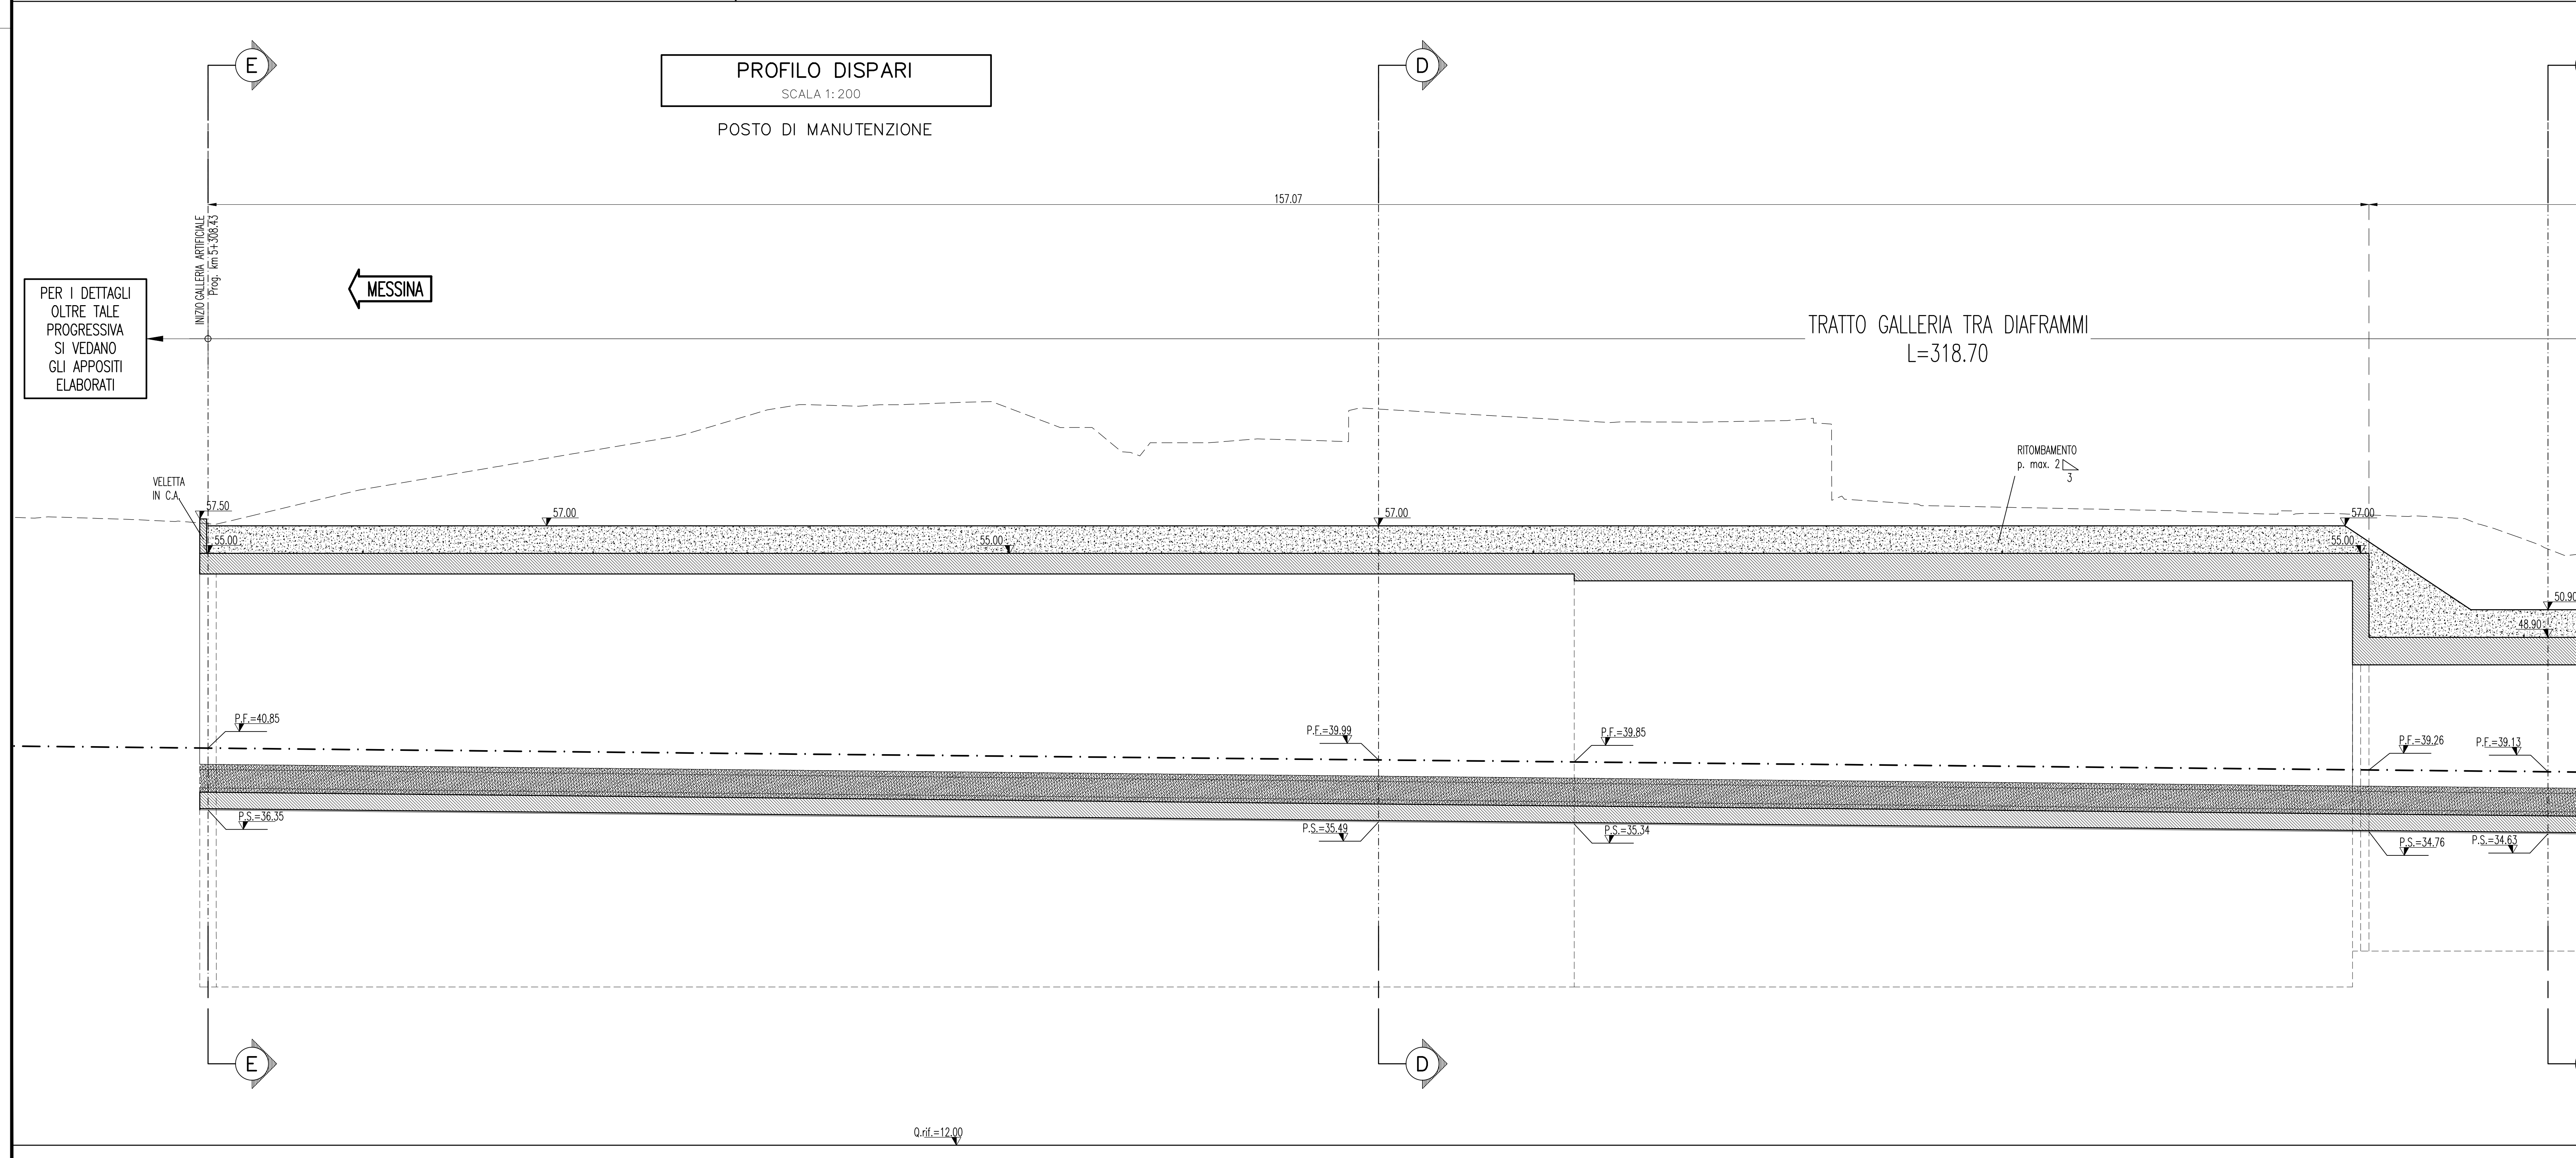 E
PROFILO DISPARI
SCALA 1:200
POSTO DI MANUTENZIONE
D
157.07
INIZIO GALLERIA ARTIFICIALE
Prog. km 5+308.43
MESSINA
PER I DETTAGLI
OLTRE TALE
PROGRESSIVA
SI VEDANO
GLI APPOSITI
ELABORATI
TRATTO GALLERIA TRA DIAFRAMMI
L=318.70
RITOMBAMENTO
p. max. 2
3
VELETTA
IN C.A.
57.50
57.00
57.00
57.00
55.00
55.00
55.00
50.90
48.90
P.F.=40.85
P.F.=39.99
P.F.=39.85
P.F.=39.26
P.F.=39.13
P.S.=36.35
P.S.=35.49
P.S.=35.34
P.S.=34.76
P.S.=34.63
E
D
Q.rif.=12.00